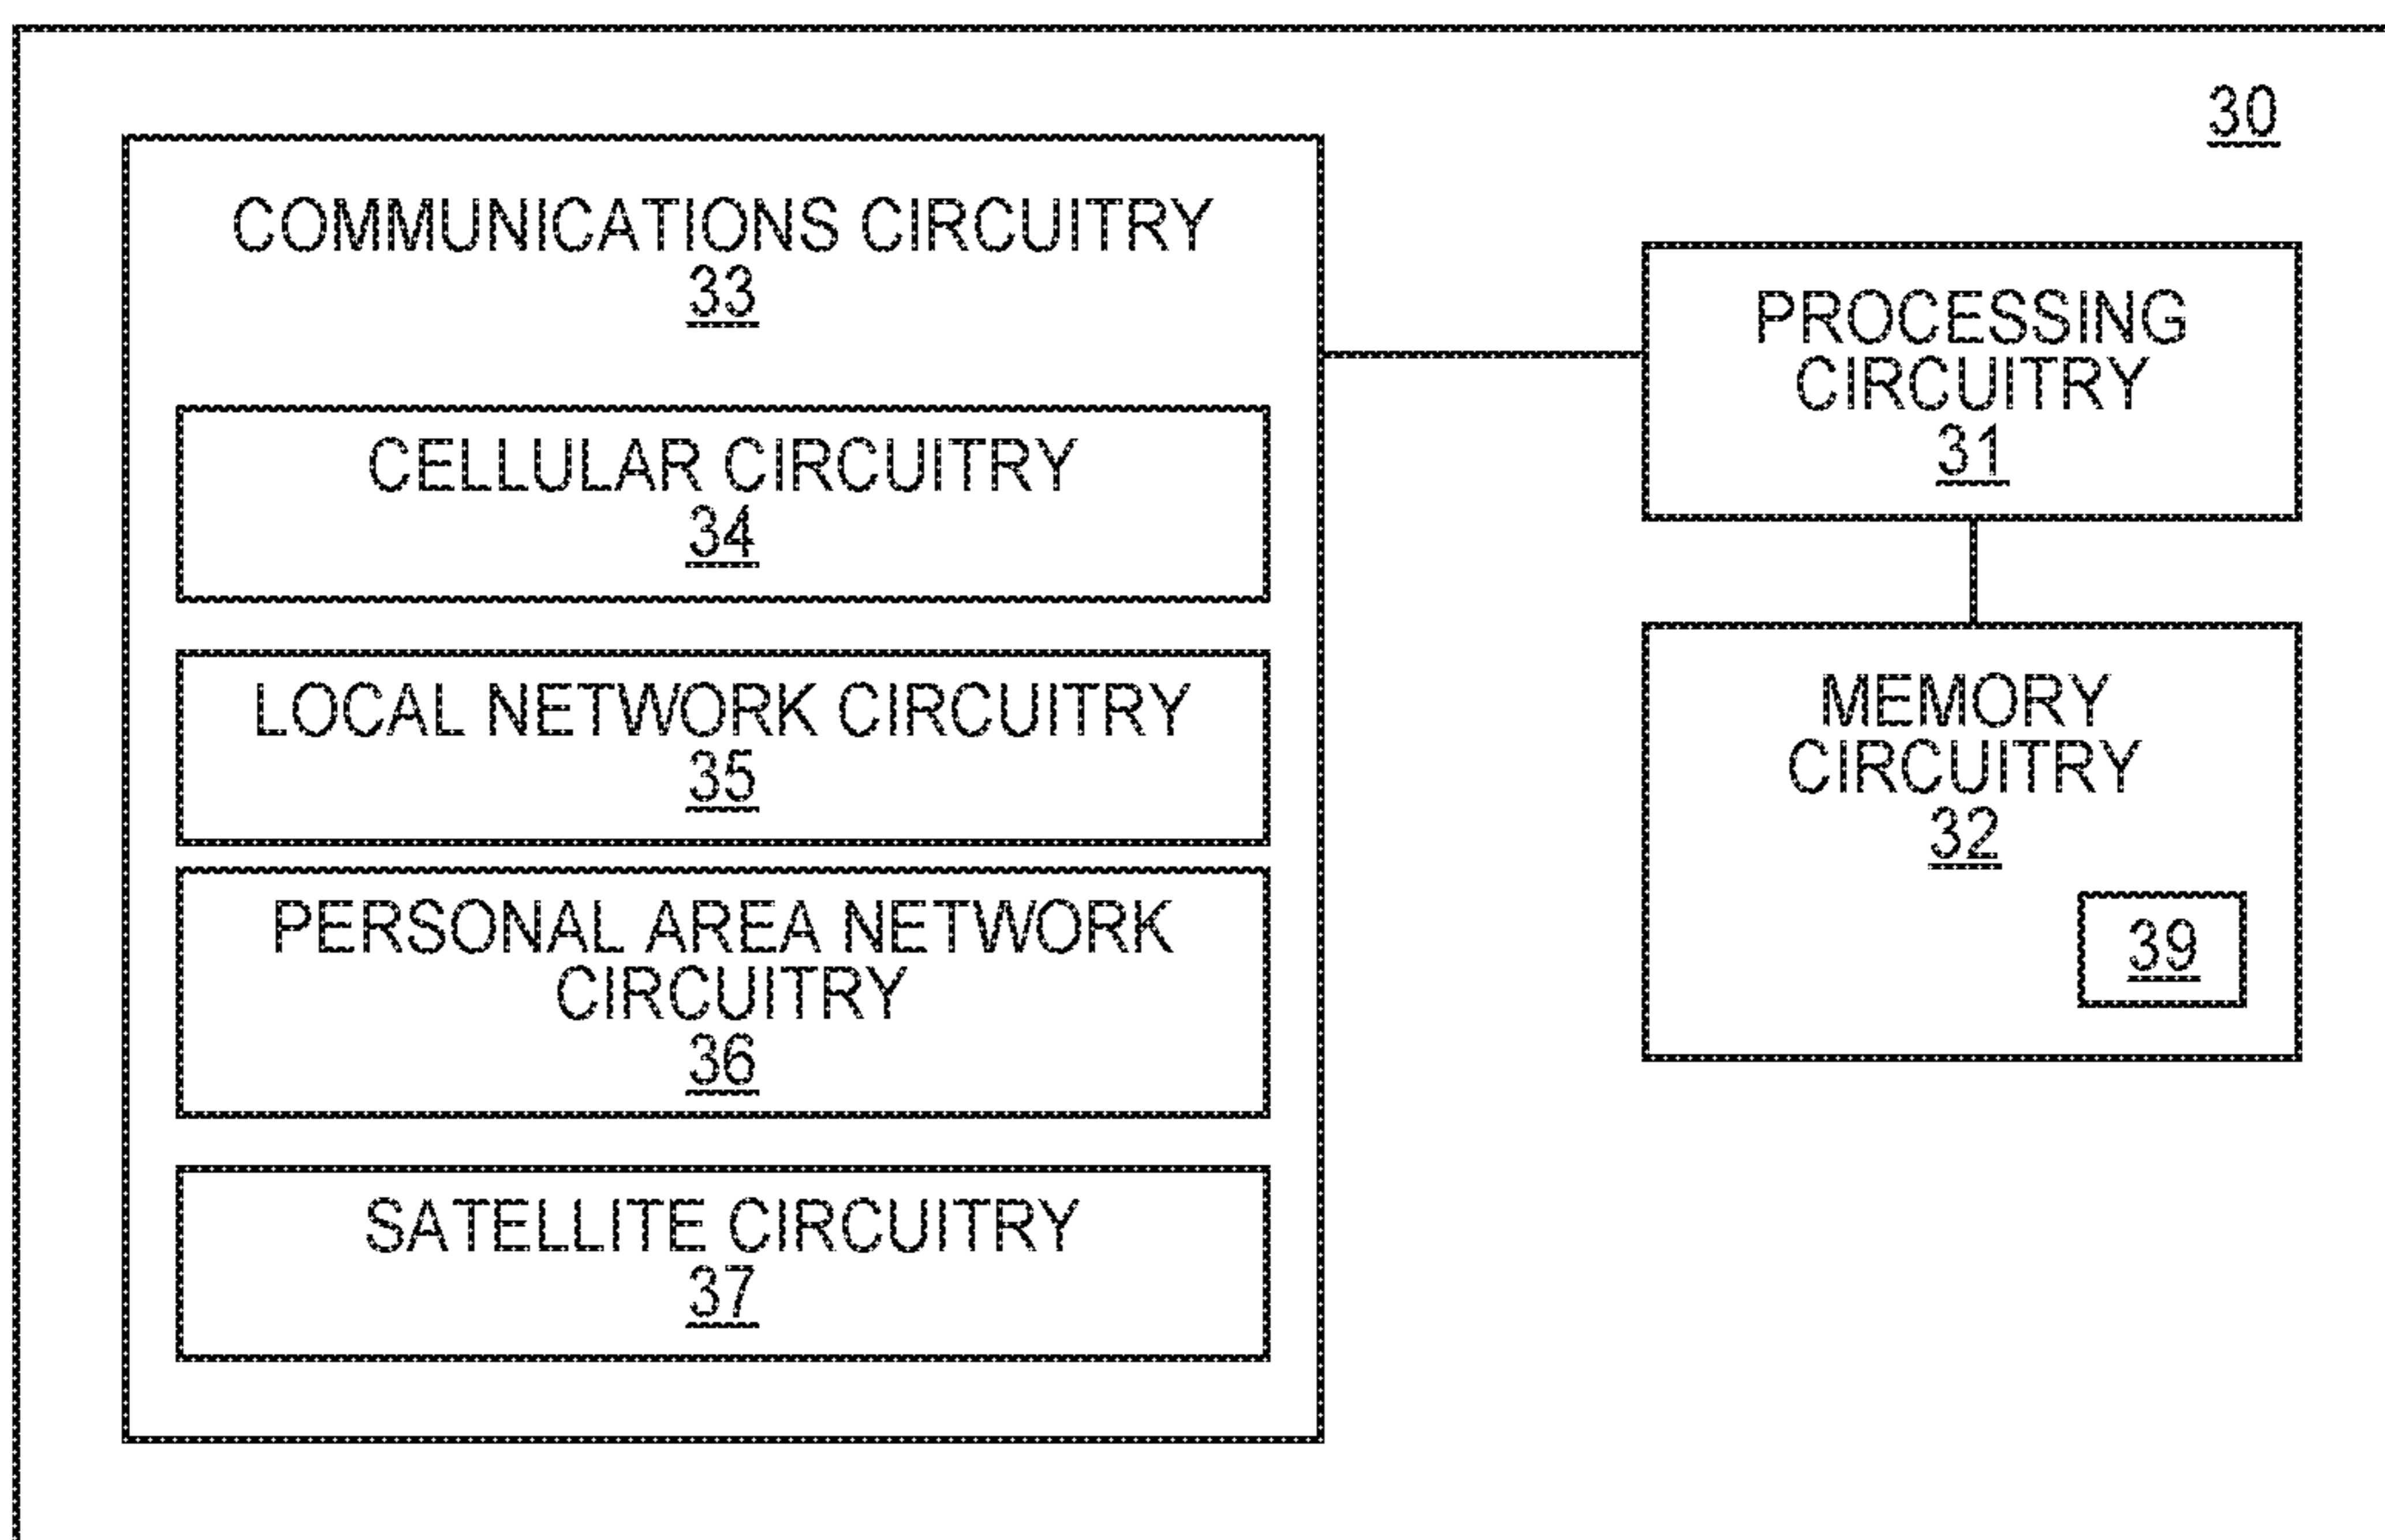 30
COMMUNICATIONS CIRCUITRY
33
CELLULAR CIRCUITRY
34
LOCAL NETWORK CIRCUITRY
35
PERSONAL AREA NETWORK
CIRCUITRY
36
SATELLITE CIRCUITRY
37
PROCESSING
CIRCUITRY
31
MEMORY
CIRCUITRY
32
39